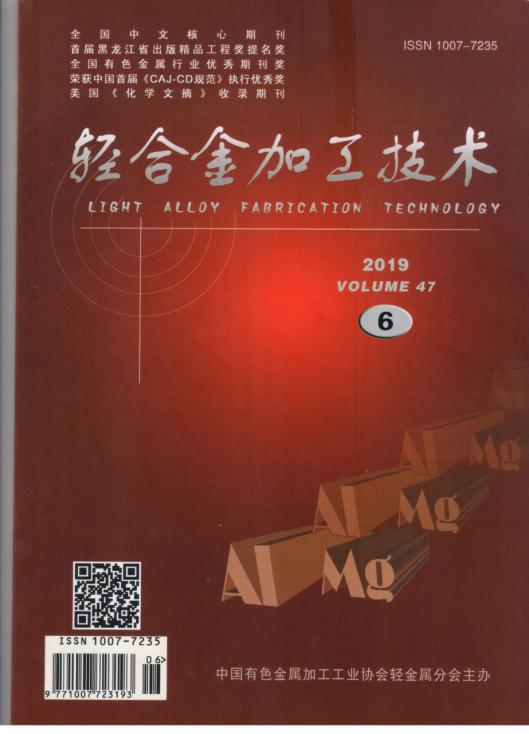 全国中文核心期刊
首届黑龙江省出版精品工程奖提名奖
全国有色金属行业优秀期刊奖
荣获中国首届《CAJ-CD规范》执行优秀奖
美国《化学文摘》收录期刊
ISSN 1007-7235
轻合金加工技术
LIGHT ALLOY FABRICATION TECHNOLOGY
2019
VOLUME 47
6
Al Mg
Al Mg
Al Mg
ISSN 1007-7235
06>
9 771007 723193
中国有色金属加工工业协会轻金属分会主办